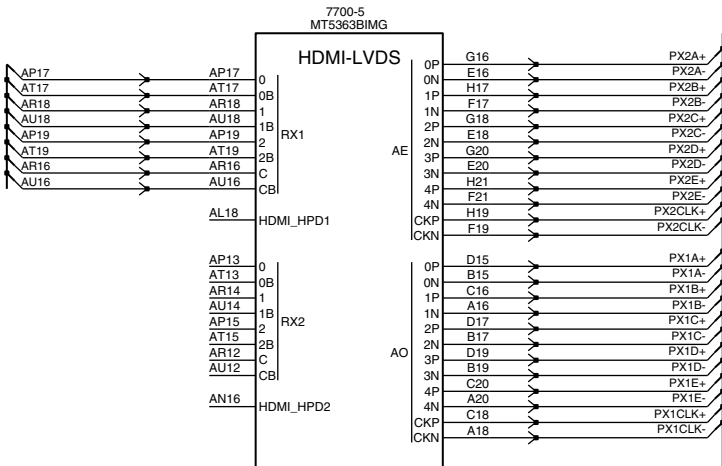 7700-5
MT5363BIMG
HDMI-LVDS
AP17 AP17 0
AT17 AT17 0B
AR18 AR18 1
AU18 AU18 1B
AP19 AP19 2
AT19 AT19 2B
AR16 AR16 C
AU16 AU16 CB
RX1
AL18 HDMI_HPD1
AP13 0
AT13 0B
AR14 1
AU14 1B
AP15 2
AT15 2B
AR12 C
AU12 CB
RX2
AN16 HDMI_HPD2
AE
0P G16 PX2A+
0N E16 PX2A-
1P H17 PX2B+
1N F17 PX2B-
2P G18 PX2C+
2N E18 PX2C-
3P G20 PX2D+
3N E20 PX2D-
4P H21 PX2E+
4N F21 PX2E-
CKP H19 PX2CLK+
CKN F19 PX2CLK-
AO
0P D15 PX1A+
0N B15 PX1A-
1P C16 PX1B+
1N A16 PX1B-
2P D17 PX1C+
2N B17 PX1C-
3P D19 PX1D+
3N B19 PX1D-
4P C20 PX1E+
4N A20 PX1E-
CKP C18 PX1CLK+
CKN A18 PX1CLK-